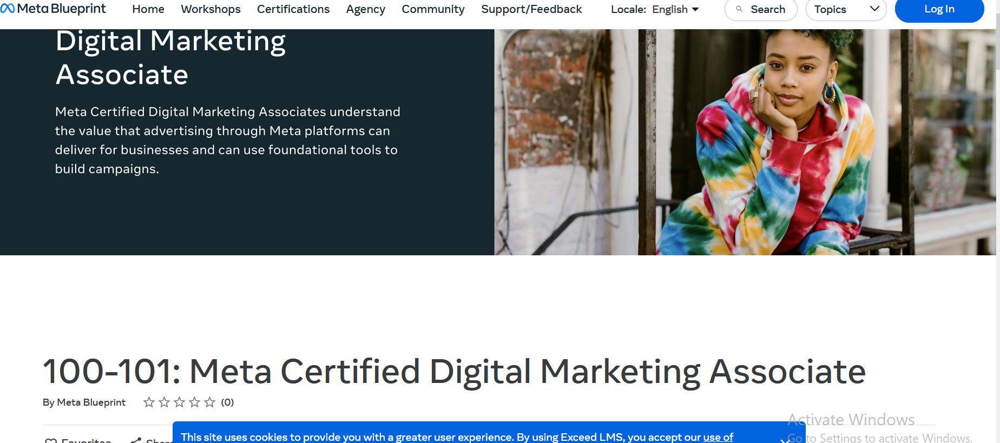 Meta Blueprint Home Workshops Certifications Agency Community Support/Feedback Locale: English Search Topics Log In
Digital Marketing
Associate
Meta Certified Digital Marketing Associates understand
the value that advertising through Meta platforms can
deliver for businesses and can use foundational tools to
build campaigns.
100-101: Meta Certified Digital Marketing Associate
By Meta Blueprint (0)
Activate Windows
Favorites Share
This site uses cookies to provide you with a greater user experience. By using Exceed LMS, you accept our use of
Go to Settings to activate Windows.